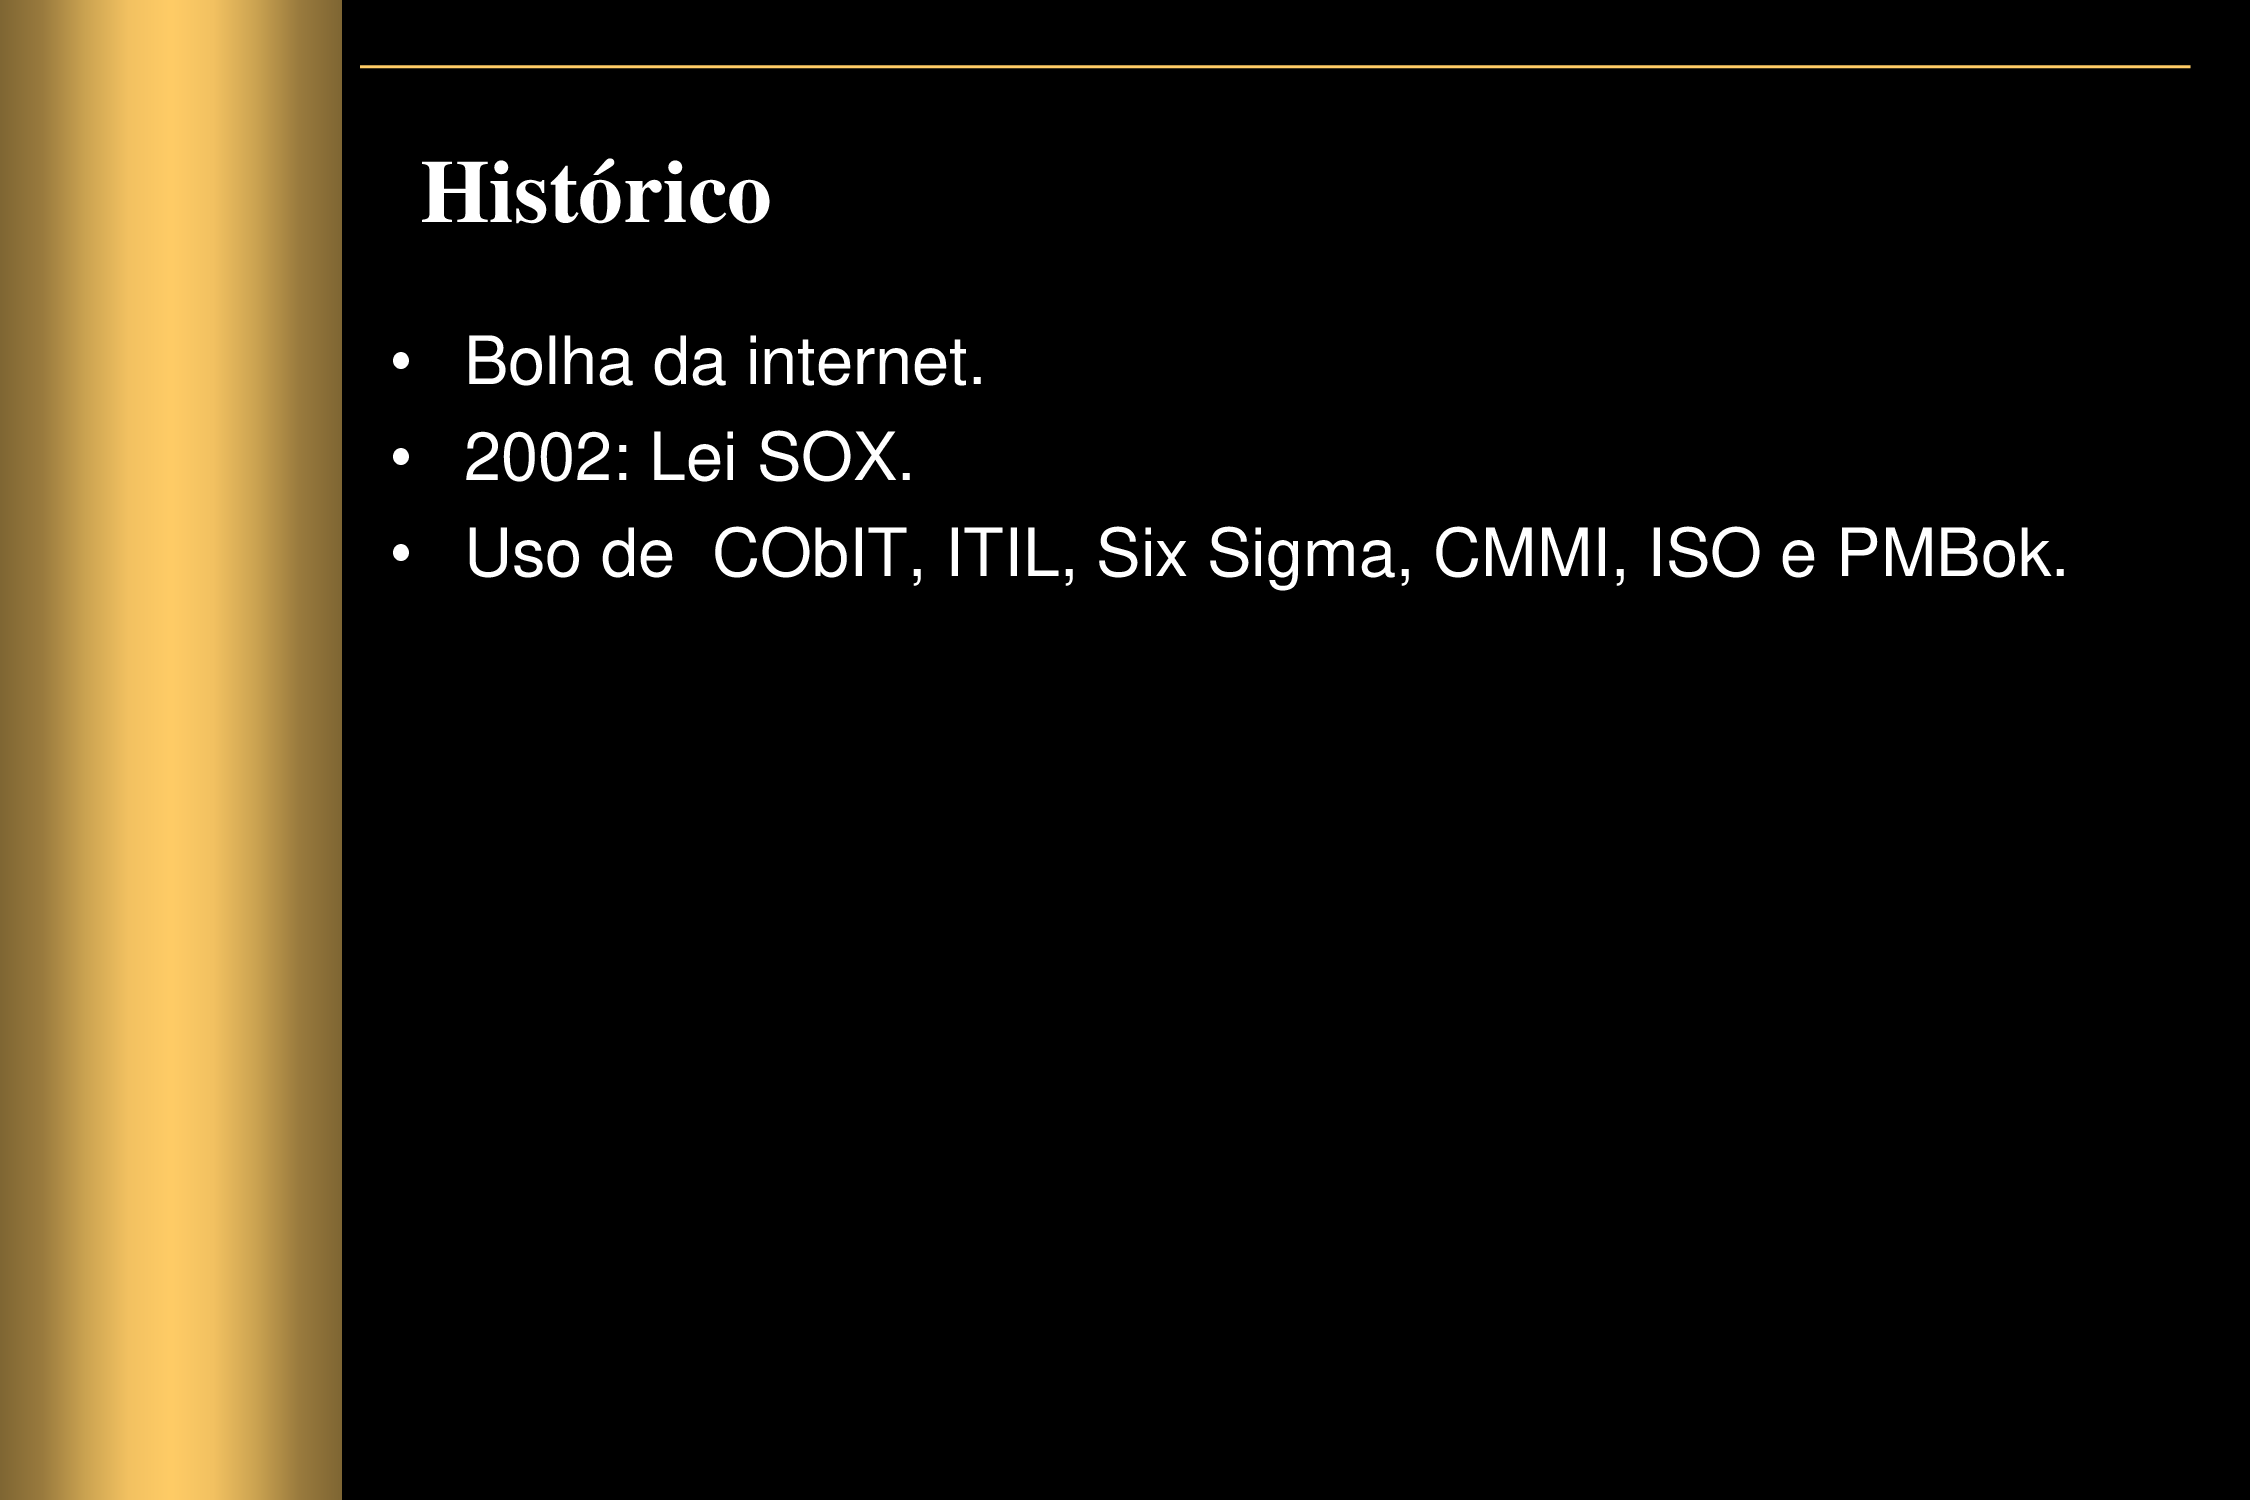 Histórico
• Bolha da internet.
• 2002: Lei SOX.
• Uso de  CObIT, ITIL, Six Sigma, CMMI, ISO e PMBok.